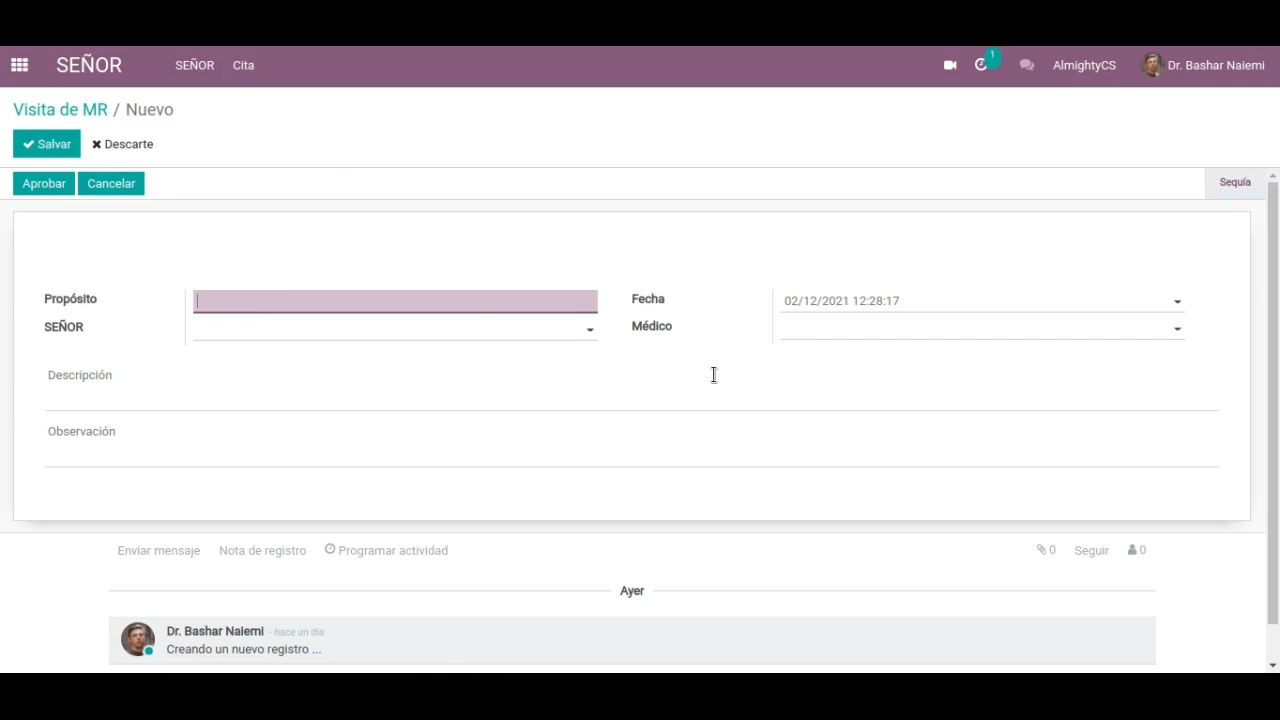 SEÑOR SEÑOR Cita 1 AlmightyCS Dr. Bashar Naiemi
Visita de MR / Nuevo
Salvar Descarte
Aprobar Cancelar Sequía
Propósito Fecha 02/12/2021 12:28:17
SEÑOR Médico
Descripción
Observación
Enviar mensaje Nota de registro Programar actividad 0 Seguir 0
Ayer
Dr. Bashar Naiemi - hace un día
Creando un nuevo registro ...